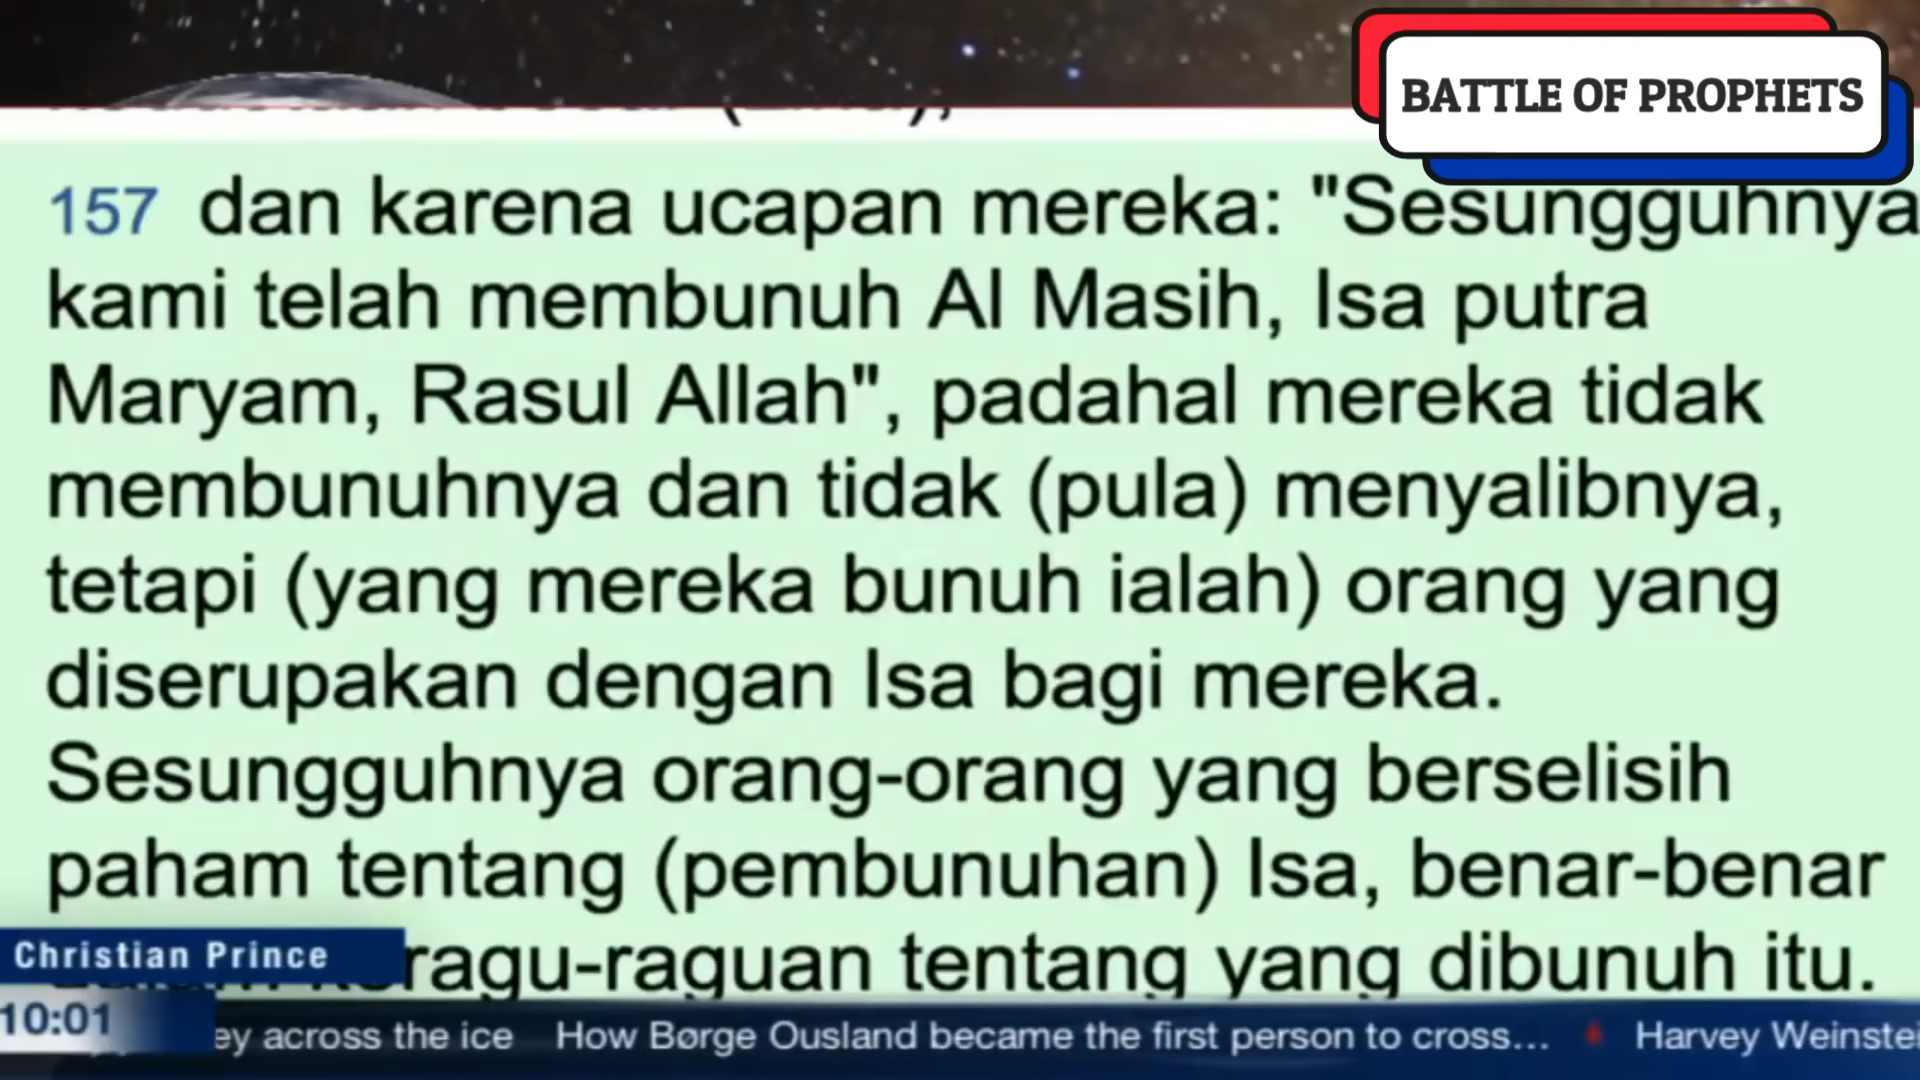 BATTLE OF PROPHETS
157 dan karena ucapan mereka: "Sesungguhnya
kami telah membunuh Al Masih, Isa putra
Maryam, Rasul Allah", padahal mereka tidak
membunuhnya dan tidak (pula) menyalibnya,
tetapi (yang mereka bunuh ialah) orang yang
diserupakan dengan Isa bagi mereka.
Sesungguhnya orang-orang yang berselisih
paham tentang (pembunuhan) Isa, benar-benar
ragu-raguan tentang yang dibunuh itu.
Christian Prince
10:01
ey across the ice How Børge Ousland became the first person to cross... Harvey Weinstei